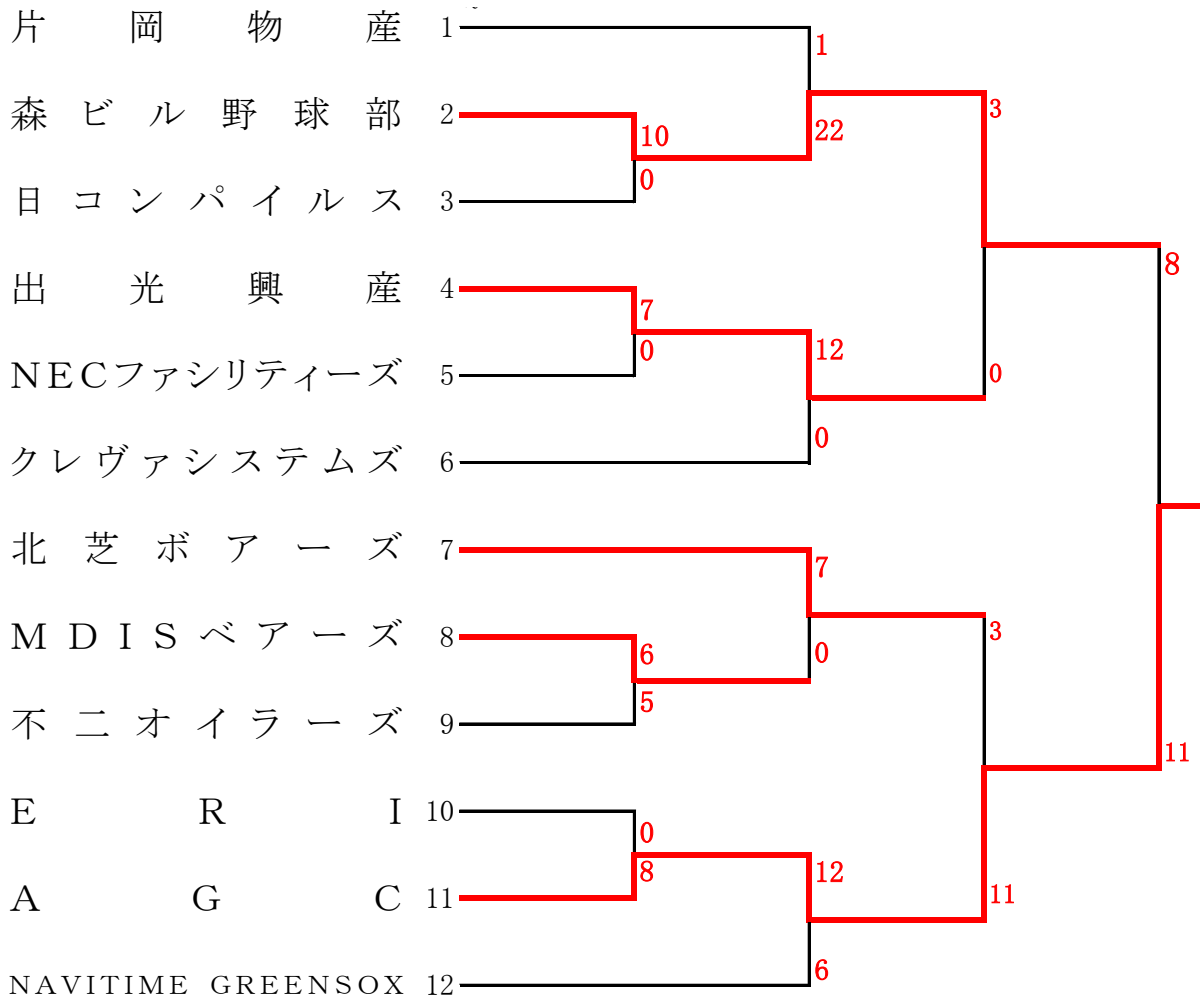 片岡物産 1
1
3
森ビル野球部 2
10
22
0
日コンパイルス 3
8
出光興産 4
7
12
0
NECファシリティーズ 5
0
0
クレヴァシステムズ 6
北芝ボアーズ 7
7
3
MDISベアーズ 8
6
0
5
不二オイラーズ 9
11
ERI 10
0
12
8
AGC 11
11
6
NAVITIME GREENSOX 12